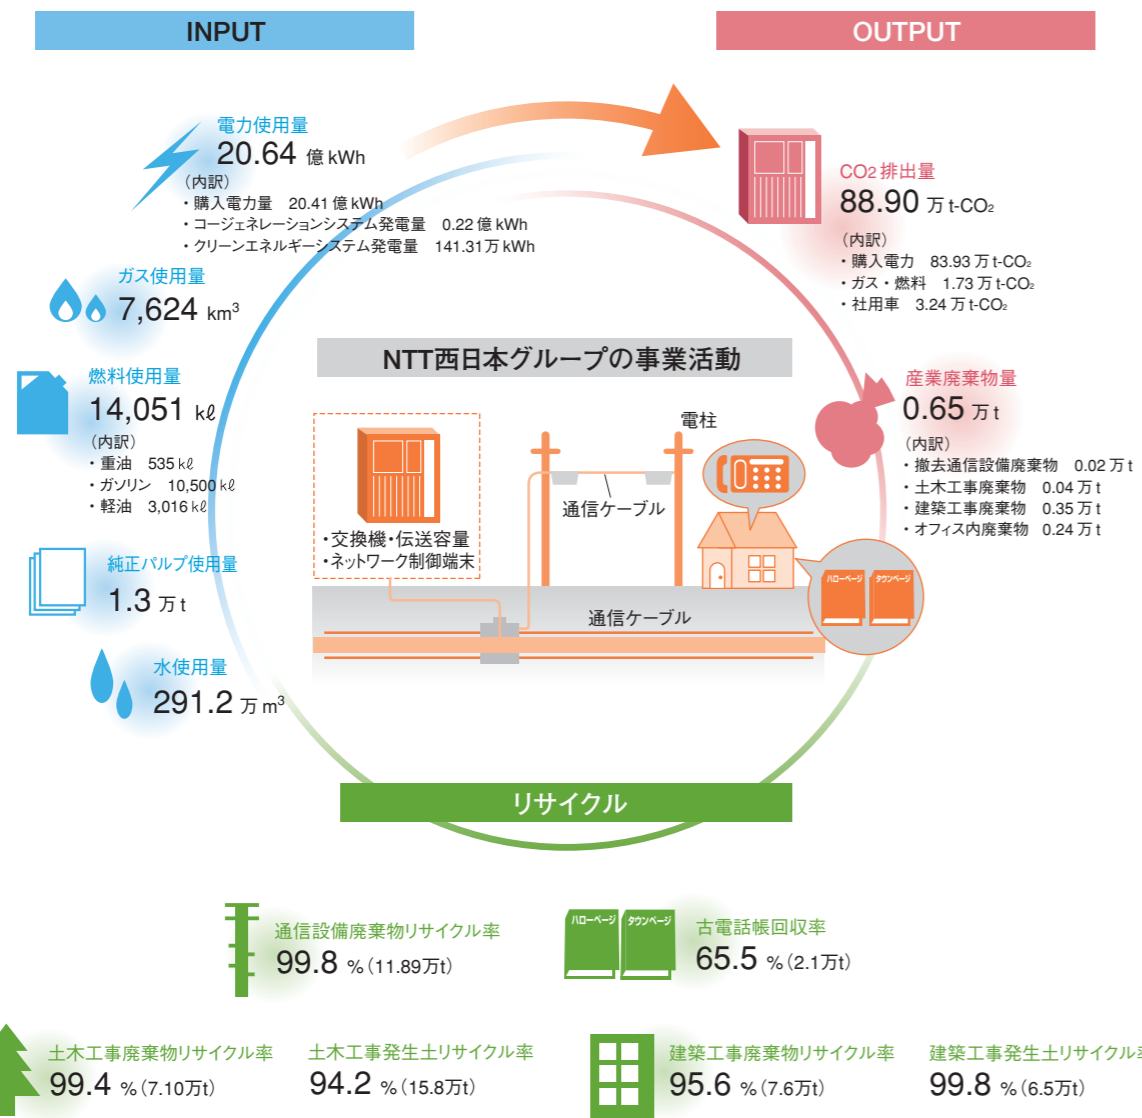 INPUT
OUTPUT
電力使用量
20.64 億 kWh
（内訳）
・購入電力量　20.41 億 kWh
・コージェネレーションシステム発電量　0.22 億 kWh
・クリーンエネルギーシステム発電量　141.31万 kWh
ガス使用量
7,624 km³
燃料使用量
14,051 kℓ
（内訳）
・重油　535 kℓ
・ガソリン　10,500 kℓ
・軽油　3,016 kℓ
純正パルプ使用量
1.3 万 t
水使用量
291.2 万 m³
CO₂ 排出量
88.90 万 t-CO₂
（内訳）
・購入電力　83.93 万 t-CO₂
・ガス・燃料　1.73 万 t-CO₂
・社用車　3.24 万 t-CO₂
産業廃棄物量
0.65 万 t
（内訳）
・撤去通信設備廃棄物　0.02 万 t
・土木工事廃棄物　0.04 万 t
・建築工事廃棄物　0.35 万 t
・オフィス内廃棄物　0.24 万 t
NTT西日本グループの事業活動
電柱
通信ケーブル
・交換機・伝送容量
・ネットワーク制御端末
ハローページ
タウンページ
通信ケーブル
リサイクル
通信設備廃棄物リサイクル率
99.8 %（11.89万t）
ハローページ
タウンページ
古電話帳回収率
65.5 %（2.1万t）
土木工事廃棄物リサイクル率
99.4 %（7.10万t）
土木工事発生土リサイクル率
94.2 %（15.8万t）
建築工事廃棄物リサイクル率
95.6 %（7.6万t）
建築工事発生土リサイクル率
99.8 %（6.5万t）